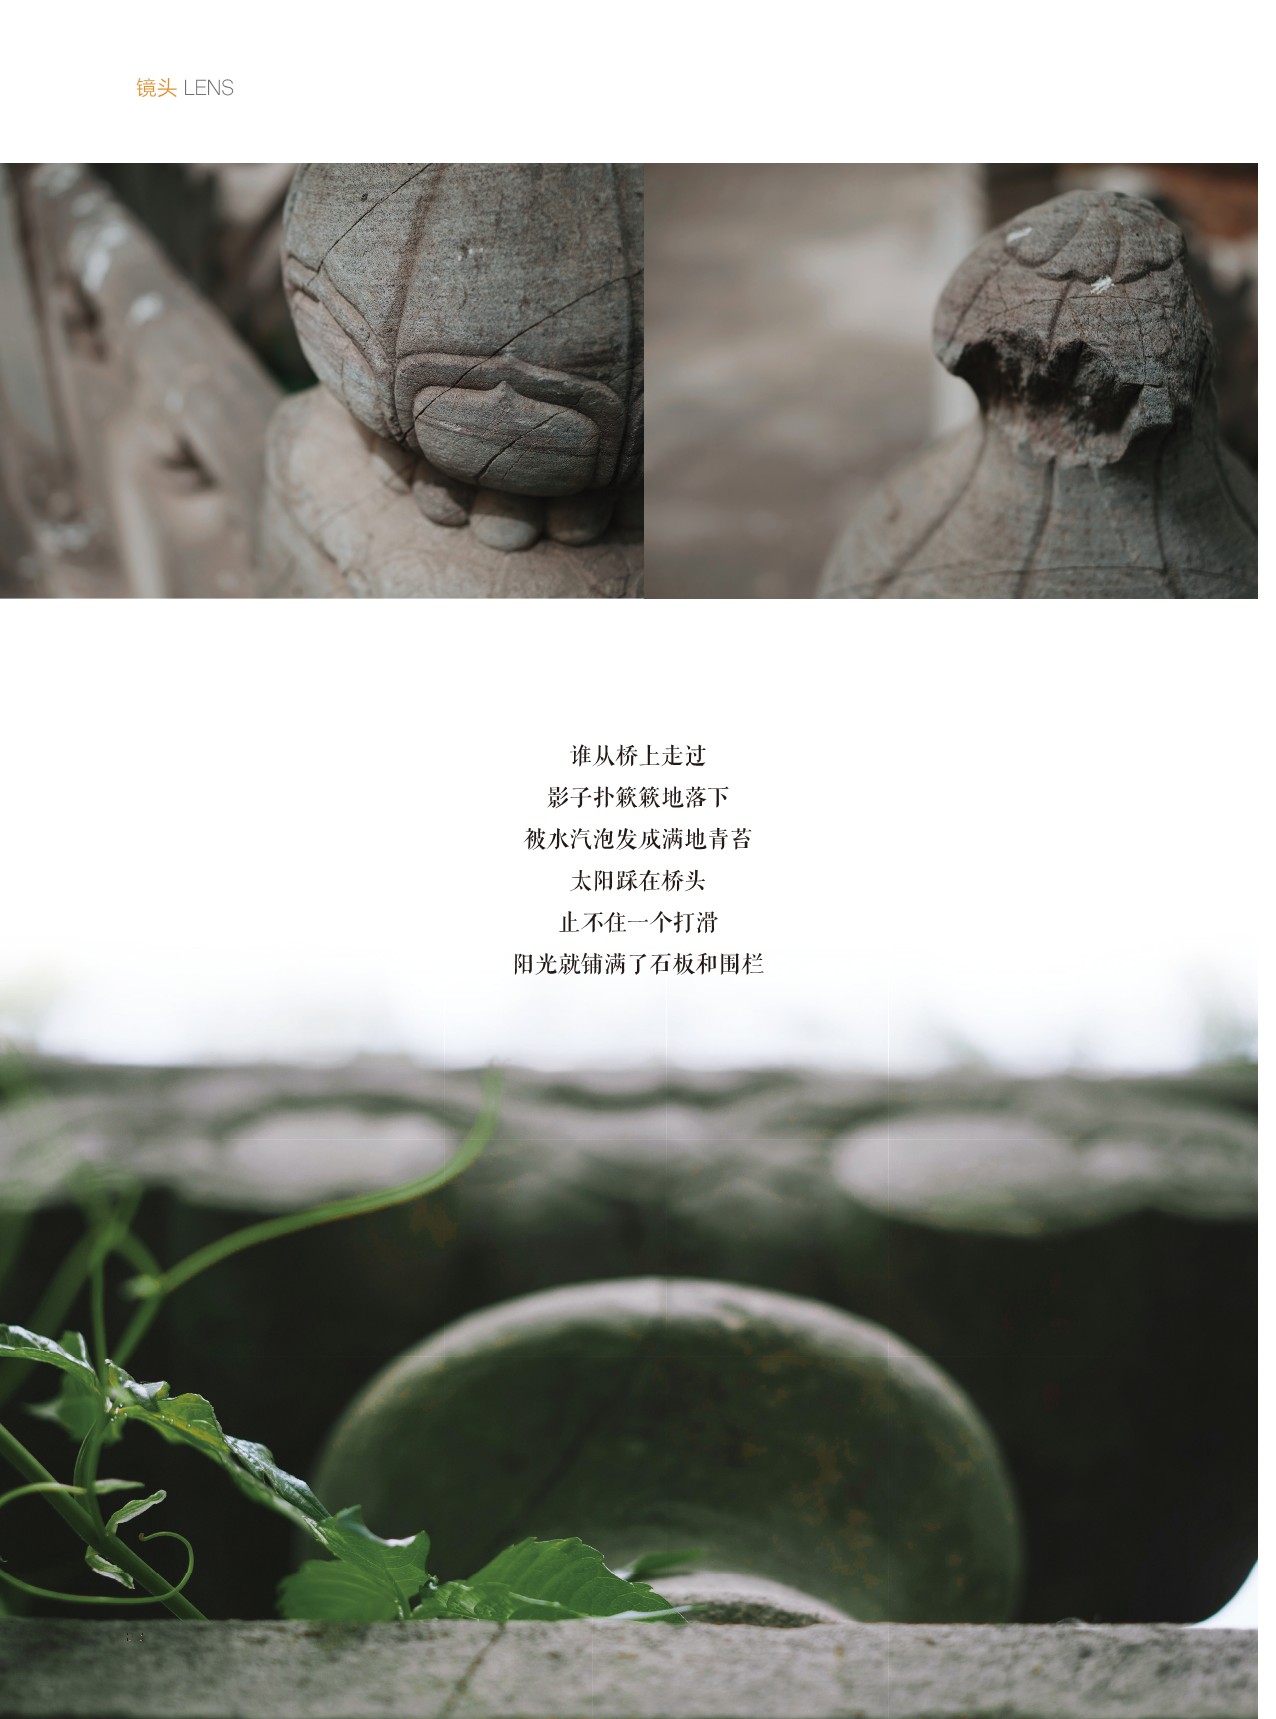 镜头 LENS
谁从桥上走过
影子扑簌簌地落下
被水汽泡发成满地青苔
太阳踩在桥头
止不住一个打滑
阳光就铺满了石板和围栏